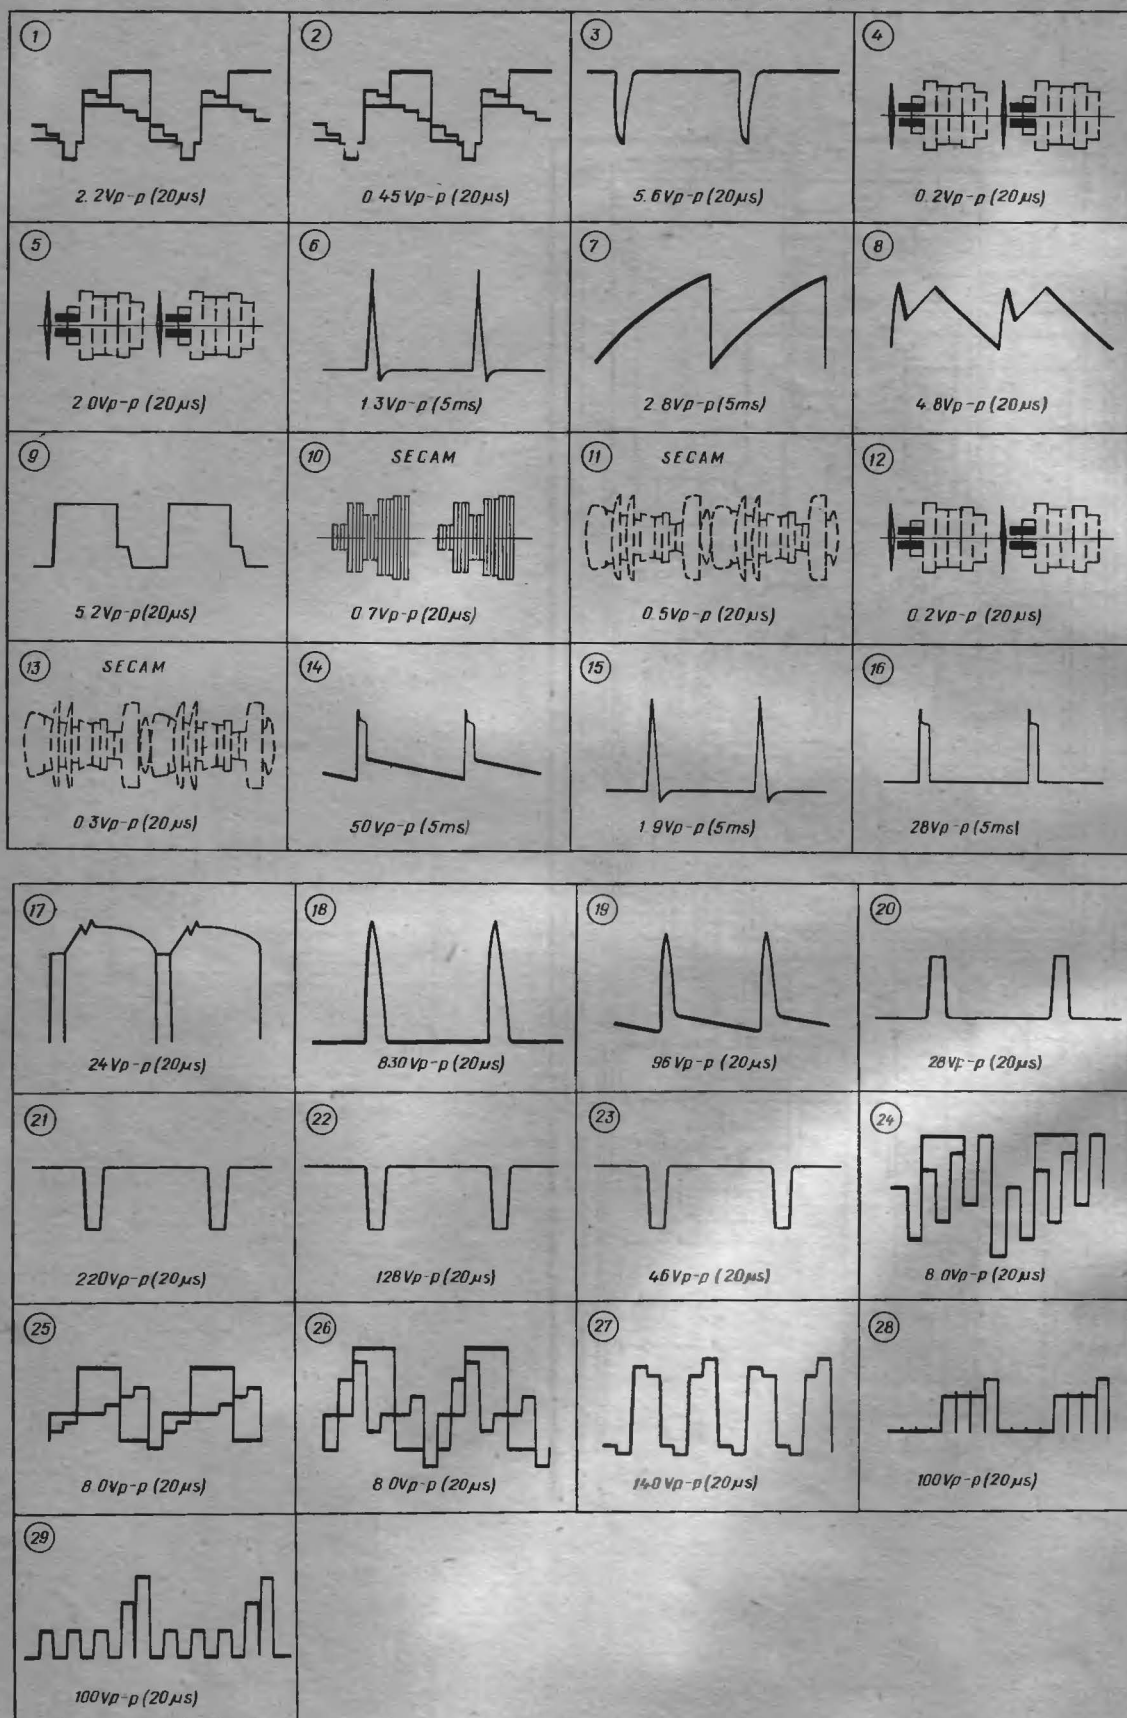 1
2.2Vp-p (20µs)
2
0.45Vp-p (20µs)
3
5.6Vp-p (20µs)
4
0.2Vp-p (20µs)
5
2.0Vp-p (20µs)
6
1.3Vp-p (5ms)
7
2.8Vp-p (5ms)
8
4.8Vp-p (20µs)
9
5.2Vp-p (20µs)
10 SECAM
0.7Vp-p (20µs)
11 SECAM
0.5Vp-p (20µs)
12
0.2Vp-p (20µs)
13 SECAM
0.3Vp-p (20µs)
14
50Vp-p (5ms)
15
1.9Vp-p (5ms)
16
28Vp-p (5ms)
17
24Vp-p (20µs)
18
830Vp-p (20µs)
19
96Vp-p (20µs)
20
28Vp-p (20µs)
21
220Vp-p (20µs)
22
128Vp-p (20µs)
23
46Vp-p (20µs)
24
8.0Vp-p (20µs)
25
8.0Vp-p (20µs)
26
8.0Vp-p (20µs)
27
140Vp-p (20µs)
28
100Vp-p (20µs)
29
100Vp-p (20µs)